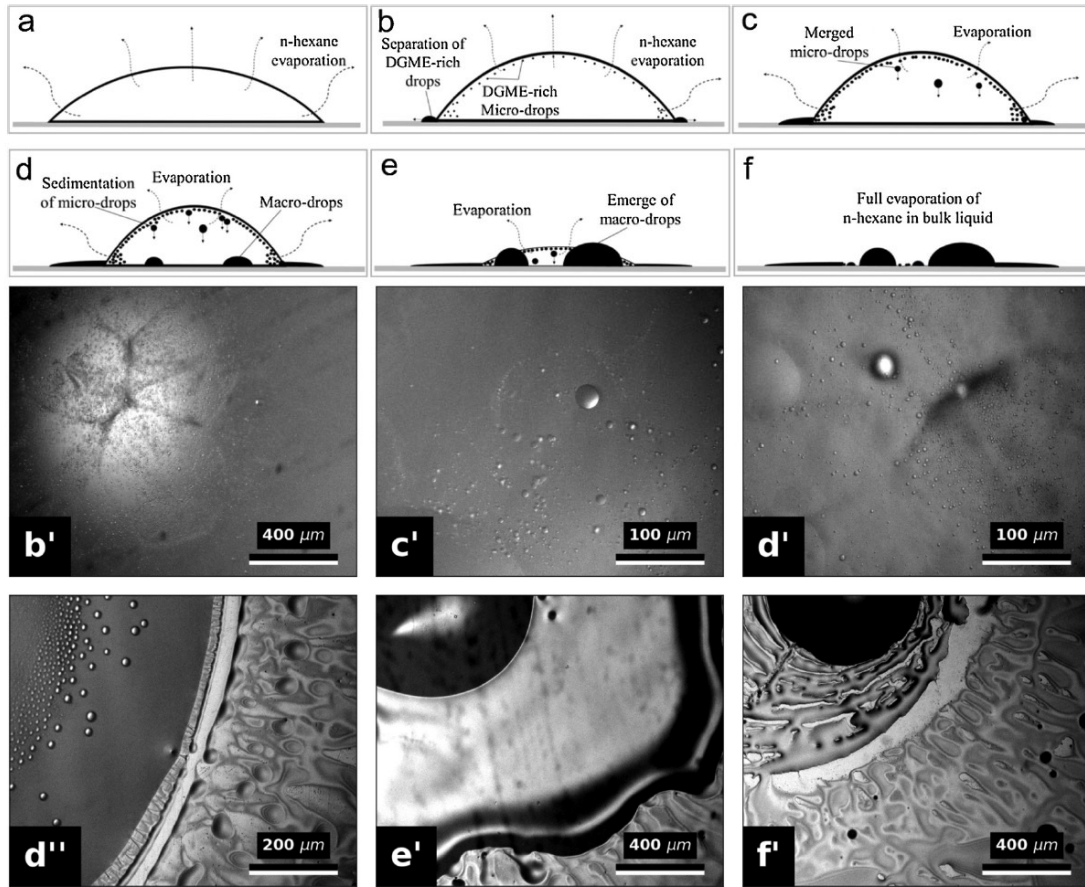 a
n-hexane
evaporation
b
Separation of
DGME-rich
drops
n-hexane
evaporation
DGME-rich
Micro-drops
c
Merged
micro-drops
Evaporation
d
Sedimentation
of micro-drops
Evaporation
Macro-drops
e
Evaporation
Emerge of
macro-drops
f
Full evaporation of
n-hexane in bulk liquid
b'
400 μm
c'
100 μm
d'
100 μm
d''
200 μm
e'
400 μm
f'
400 μm